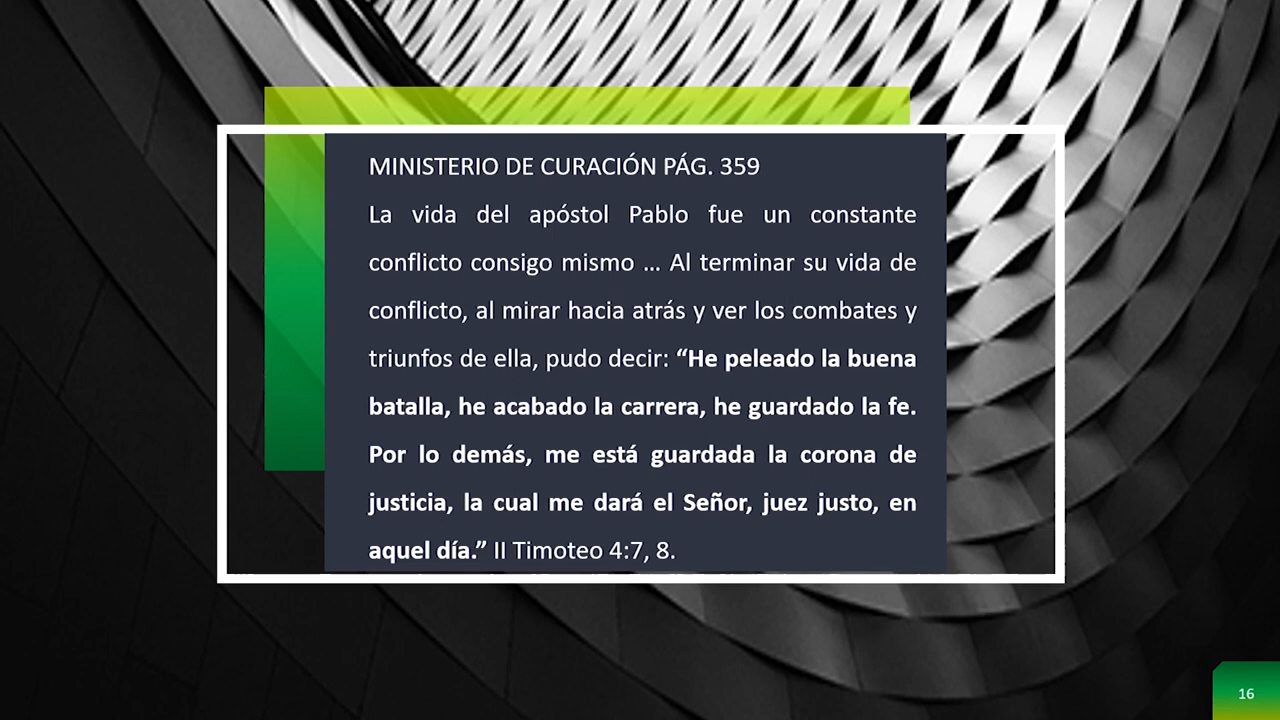 MINISTERIO DE CURACIÓN PÁG. 359
La vida del apóstol Pablo fue un constante
conflicto consigo mismo ... Al terminar su vida de
conflicto, al mirar hacia atrás y ver los combates y
triunfos de ella, pudo decir: “He peleado la buena
batalla, he acabado la carrera, he guardado la fe.
Por lo demás, me está guardada la corona de
justicia, la cual me dará el Señor, juez justo, en
aquel día.” II Timoteo 4:7, 8.
16